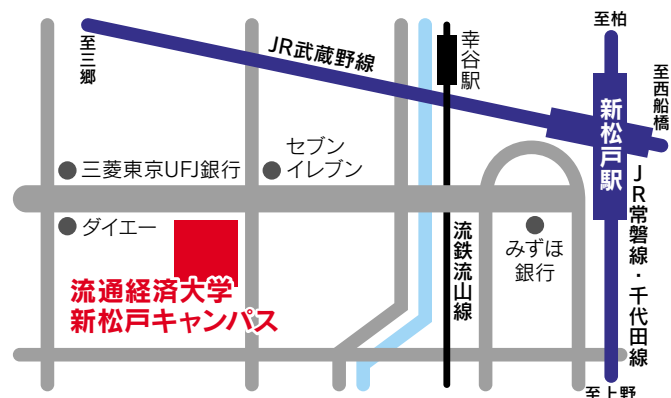 至柏
至三郷
JR武蔵野線
幸谷駅
至西船橋
新松戸駅
セブン
イレブン
三菱東京UFJ銀行
ダイエー
流通経済大学
新松戸キャンパス
流鉄流山線
みずほ
銀行
JR常磐線・千代田線
至上野